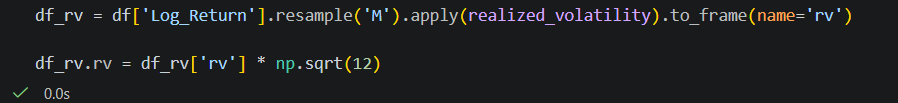 df_rv = df['Log_Return'].resample('M').apply(realized_volatility).to_frame(name='rv')
df_rv.rv = df_rv['rv'] * np.sqrt(12)
0.0s